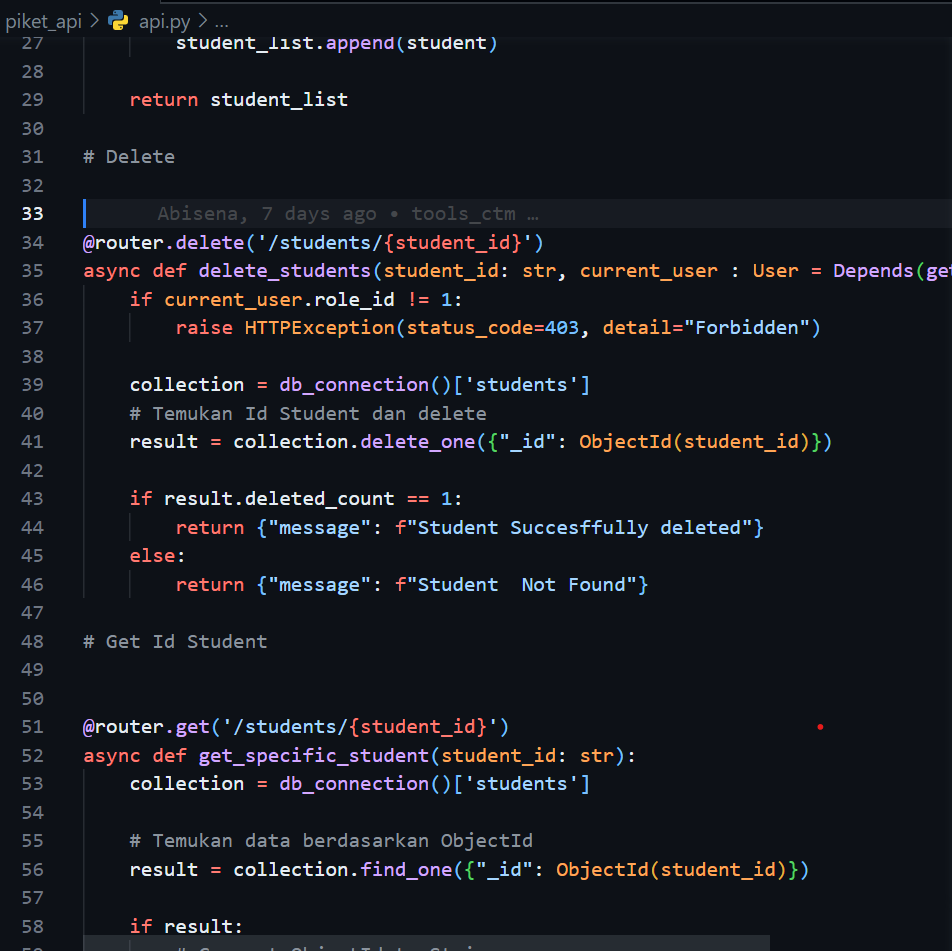 piket_api > api.py > ...
27 student_list.append(student)
28
29 return student_list
30
31 # Delete
32
33 Abisena, 7 days ago • tools_ctm …
34 @router.delete('/students/{student_id}')
35 async def delete_students(student_id: str, current_user : User = Depends(get
36 if current_user.role_id != 1:
37 raise HTTPException(status_code=403, detail="Forbidden")
38
39 collection = db_connection()['students']
40 # Temukan Id Student dan delete
41 result = collection.delete_one({"_id": ObjectId(student_id)})
42
43 if result.deleted_count == 1:
44 return {"message": f"Student Succesffully deleted"}
45 else:
46 return {"message": f"Student  Not Found"}
47
48 # Get Id Student
49
50
51 @router.get('/students/{student_id}')
52 async def get_specific_student(student_id: str):
53 collection = db_connection()['students']
54
55 # Temukan data berdasarkan ObjectId
56 result = collection.find_one({"_id": ObjectId(student_id)})
57
58 if result: